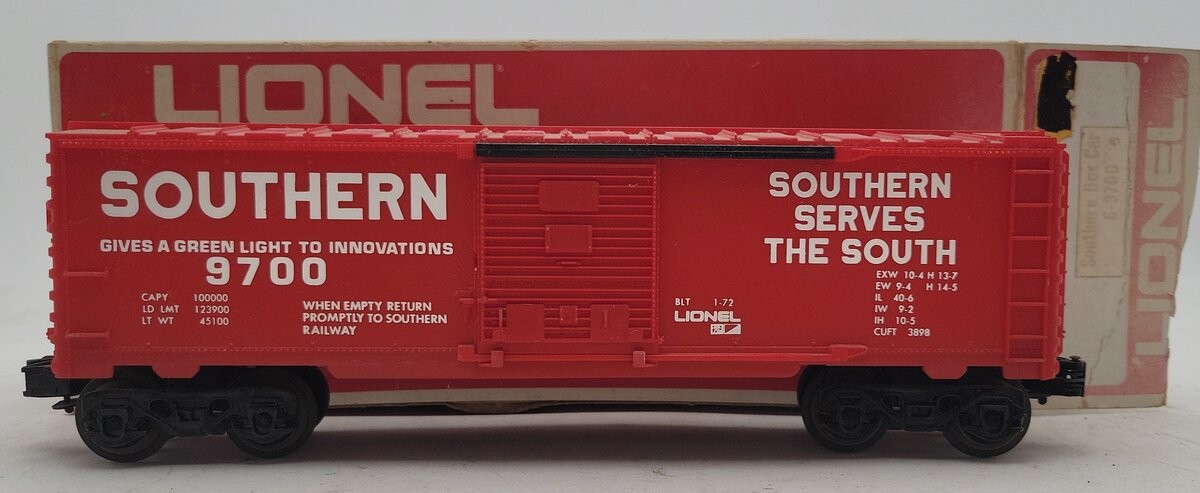 LIONEL
SOUTHERN
GIVES A GREEN LIGHT TO INNOVATIONS
9700
CAPY 100000
LD LMT 123900
LT WT 45100
WHEN EMPTY RETURN
PROMPTLY TO SOUTHERN
RAILWAY
BLT 1-72
LIONEL
SOUTHERN
SERVES
THE SOUTH
EXW 10-4 H 13-7
EW 9-4 H 14-5
IL 40-6
IW 9-2
IH 10-5
CUFT 3898
Southern Box Car
6-9700
LIONEL